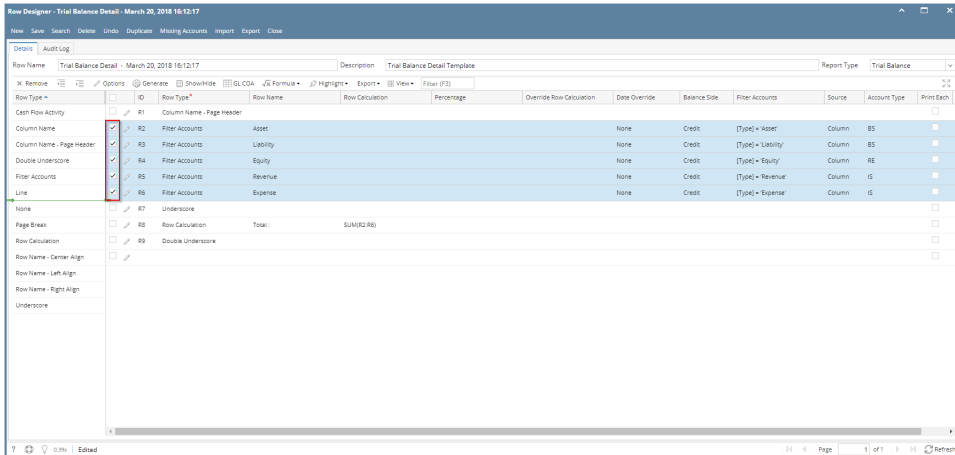 Row Designer - Trial Balance Detail - March 20, 2018 16:12:17
New Save Search Delete Undo Duplicate Missing Accounts Import Export Close
Details Audit Log
Row Name Trial Balance Detail - March 20, 2018 16:12:17 Description Trial Balance Detail Template Report Type Trial Balance
Remove Options Generate Show/Hide GL COA Formula Highlight Export View Filter (F3)
Row Type ID Row Type* Row Name Row Calculation Percentage Override Row Calculation Date Override Balance Side Filter Accounts Source Account Type Print Each
Cash Flow Activity R1 Column Name - Page Header
Column Name R2 Filter Accounts Asset None Credit [Type] = 'Asset' Column BS
Column Name - Page Header R3 Filter Accounts Liability None Credit [Type] = 'Liability' Column BS
Double Underscore R4 Filter Accounts Equity None Credit [Type] = 'Equity' Column RE
Filter Accounts R5 Filter Accounts Revenue None Credit [Type] = 'Revenue' Column IS
Line R6 Filter Accounts Expense None Credit [Type] = 'Expense' Column IS
None R7 Underscore
Page Break R8 Row Calculation Total : SUM(R2:R6)
Row Calculation R9 Double Underscore
Row Name - Center Align
Row Name - Left Align
Row Name - Right Align
Underscore
? 0.39s Edited Page 1 of 1 Refresh